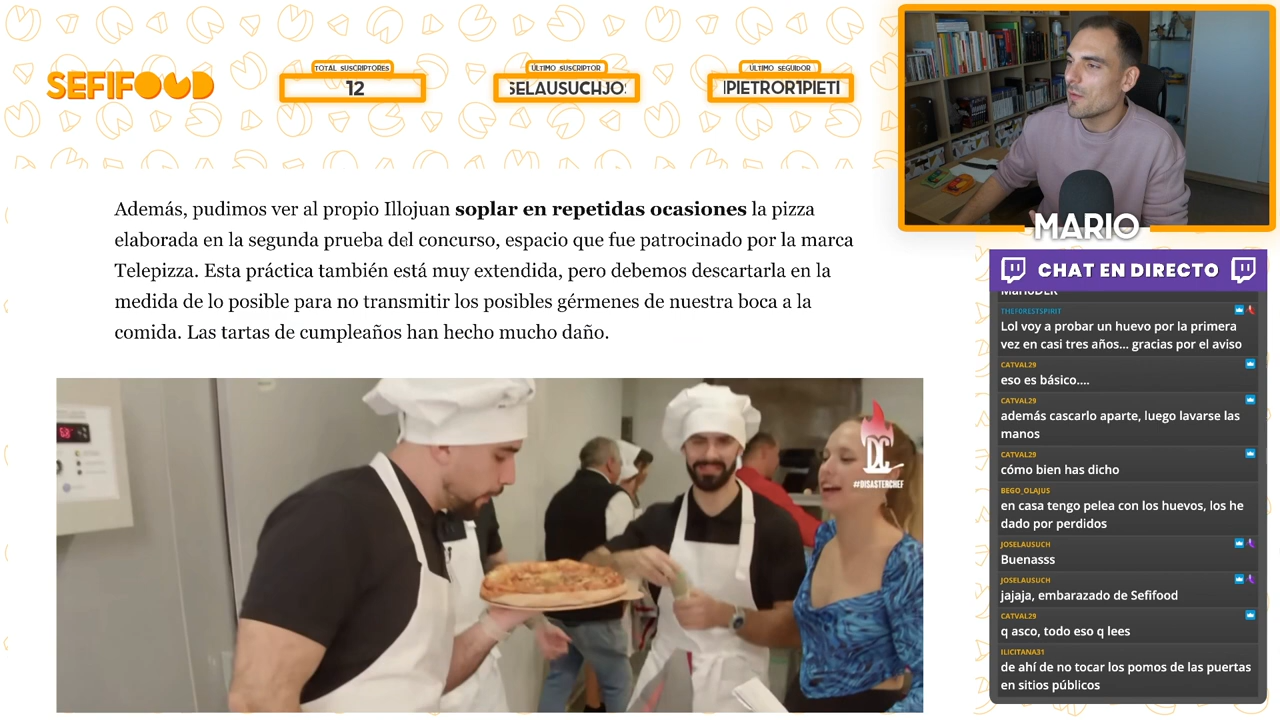 SEFIFOOD
TOTAL SUSCRIPTORES
12
ÚLTIMO SUSCRIPTOR
SELAUSUCHJO
ÚLTIMO SEGUIDOR
IPIETROR1PIETI
MARIO
Además, pudimos ver al propio Illojuan soplar en repetidas ocasiones la pizza
elaborada en la segunda prueba del concurso, espacio que fue patrocinado por la marca
Telepizza. Esta práctica también está muy extendida, pero debemos descartarla en la
medida de lo posible para no transmitir los posibles gérmenes de nuestra boca a la
comida. Las tartas de cumpleaños han hecho mucho daño.
DC
#DISASTERCHEF
CHAT EN DIRECTO
THEFORESTSPIRIT
Lol voy a probar un huevo por la primera
vez en casi tres años... gracias por el aviso
CATVAL29
eso es básico....
CATVAL29
además cascarlo aparte, luego lavarse las
manos
CATVAL29
cómo bien has dicho
BEGO_OLAJUS
en casa tengo pelea con los huevos, los he
dado por perdidos
JOSELAUSUCH
Buenasss
JOSELAUSUCH
jajaja, embarazado de Sefifood
CATVAL29
q asco, todo eso q lees
ILICITANA31
de ahí de no tocar los pomos de las puertas
en sitios públicos